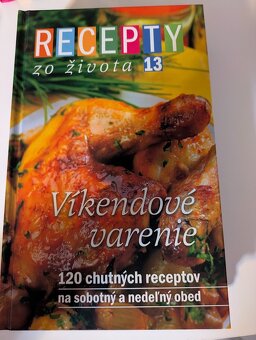 RECEPTY
zo života 13
Víkendové
varenie
120 chutných receptov
na sobotný a nedeľný obed